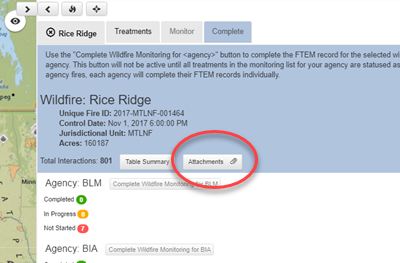 Rice Ridge
Treatments
Monitor
Complete
Use the "Complete Wildfire Monitoring for <agency>" button to complete the FTEM record for the selected wi
agency. This button will not be active until all treatments in the monitoring list for your agency are statused as
agency fires, each agency will complete their FTEM records individually.
Wildfire: Rice Ridge
Unique Fire ID: 2017-MTLNF-001464
Control Date: Nov 1, 2017 6:00:00 PM
Jurisdictional Unit: MTLNF
Acres: 160187
Total Interactions: 801
Table Summary
Attachments
Agency: BLM
Complete Wildfire Monitoring for BLM
Completed 0
In Progress 0
Not Started 7
Agency: BIA
Complete Wildfire Monitoring for BIA